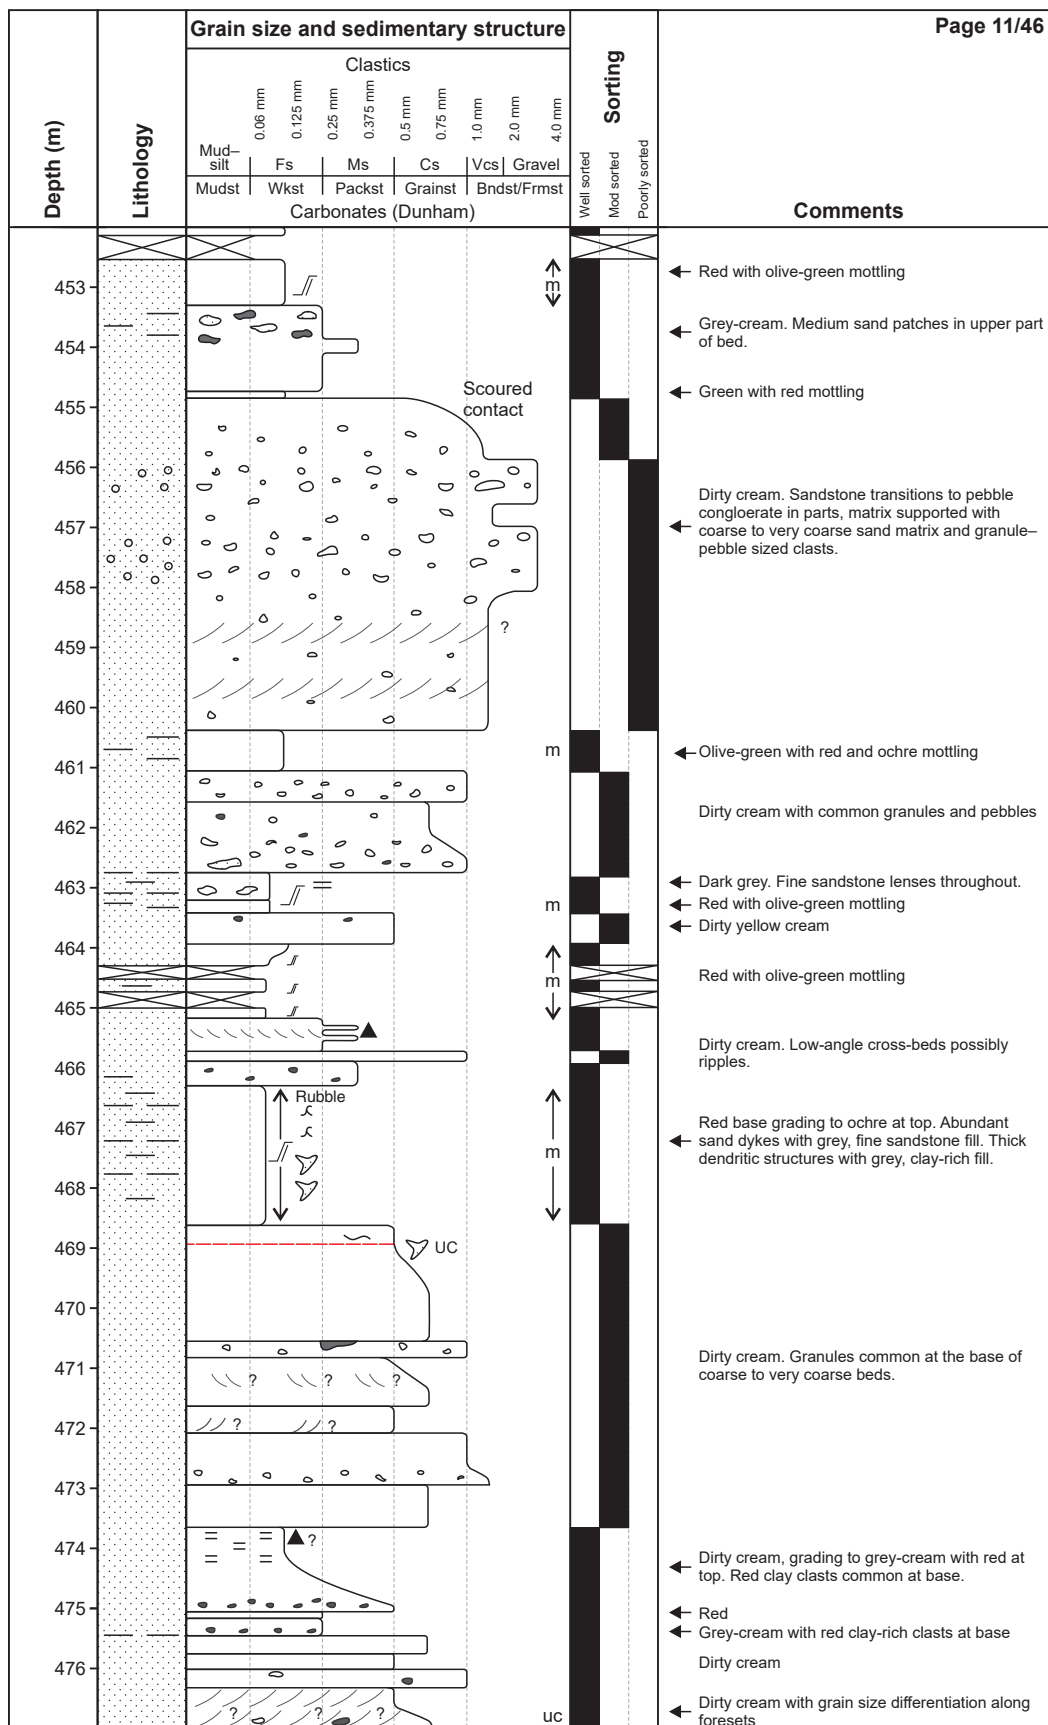 Grain size and sedimentary structure
Page 11/46
Depth (m)
Lithology
Clastics
0.06 mm
0.125 mm
0.25 mm
0.375 mm
0.5 mm
0.75 mm
1.0 mm
2.0 mm
4.0 mm
Mud–
silt
Fs
Ms
Cs
Vcs
Gravel
Mudst
Wkst
Packst
Grainst
Bndst/Frmst
Carbonates (Dunham)
Sorting
Well sorted
Mod sorted
Poorly sorted
Comments
453
m
Red with olive-green mottling
454
Grey-cream. Medium sand patches in upper part
of bed.
Green with red mottling
455
Scoured
contact
456
457
Dirty cream. Sandstone transitions to pebble
congloerate in parts, matrix supported with
coarse to very coarse sand matrix and granule–
pebble sized clasts.
458
459
?
460
461
m
Olive-green with red and ochre mottling
462
Dirty cream with common granules and pebbles
463
Dark grey. Fine sandstone lenses throughout.
m
Red with olive-green mottling
Dirty yellow cream
464
m
Red with olive-green mottling
465
Dirty cream. Low-angle cross-beds possibly
ripples.
466
Rubble
467
m
Red base grading to ochre at top. Abundant
sand dykes with grey, fine sandstone fill. Thick
dendritic structures with grey, clay-rich fill.
468
469
UC
470
471
Dirty cream. Granules common at the base of
coarse to very coarse beds.
? ? ?
472
? ?
473
474
?
Dirty cream, grading to grey-cream with red at
top. Red clay clasts common at base.
475
Red
Grey-cream with red clay-rich clasts at base
476
Dirty cream
? ? ?
uc
Dirty cream with grain size differentiation along
foresets